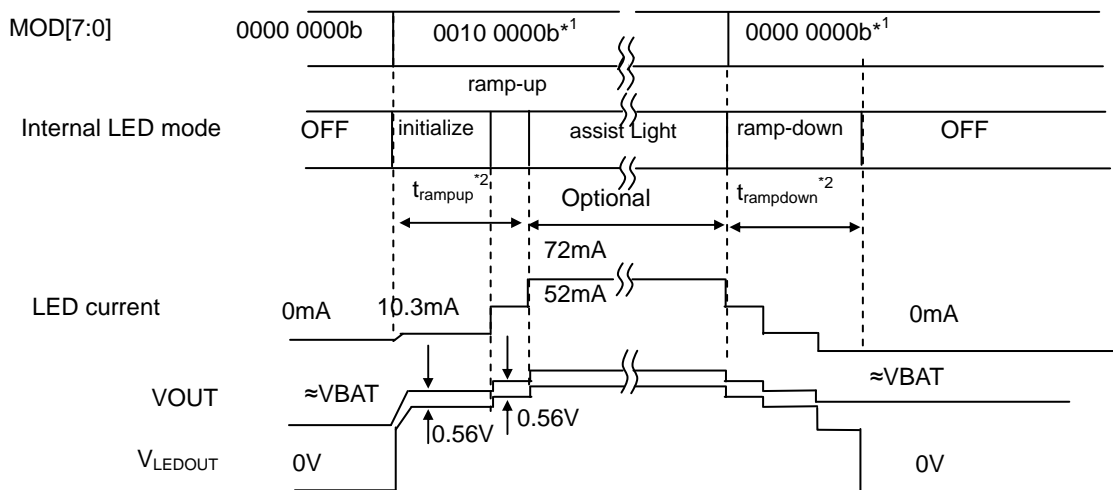 MOD[7:0] 0000 0000b 0010 0000b*1 0000 0000b*1
ramp-up
Internal LED mode OFF initialize assist Light ramp-down OFF
trampup*2 Optional trampdown*2
72mA
LED current 0mA 10.3mA 52mA 0mA
VOUT ≈VBAT ≈VBAT
0.56V 0.56V
VLEDOUT 0V 0V